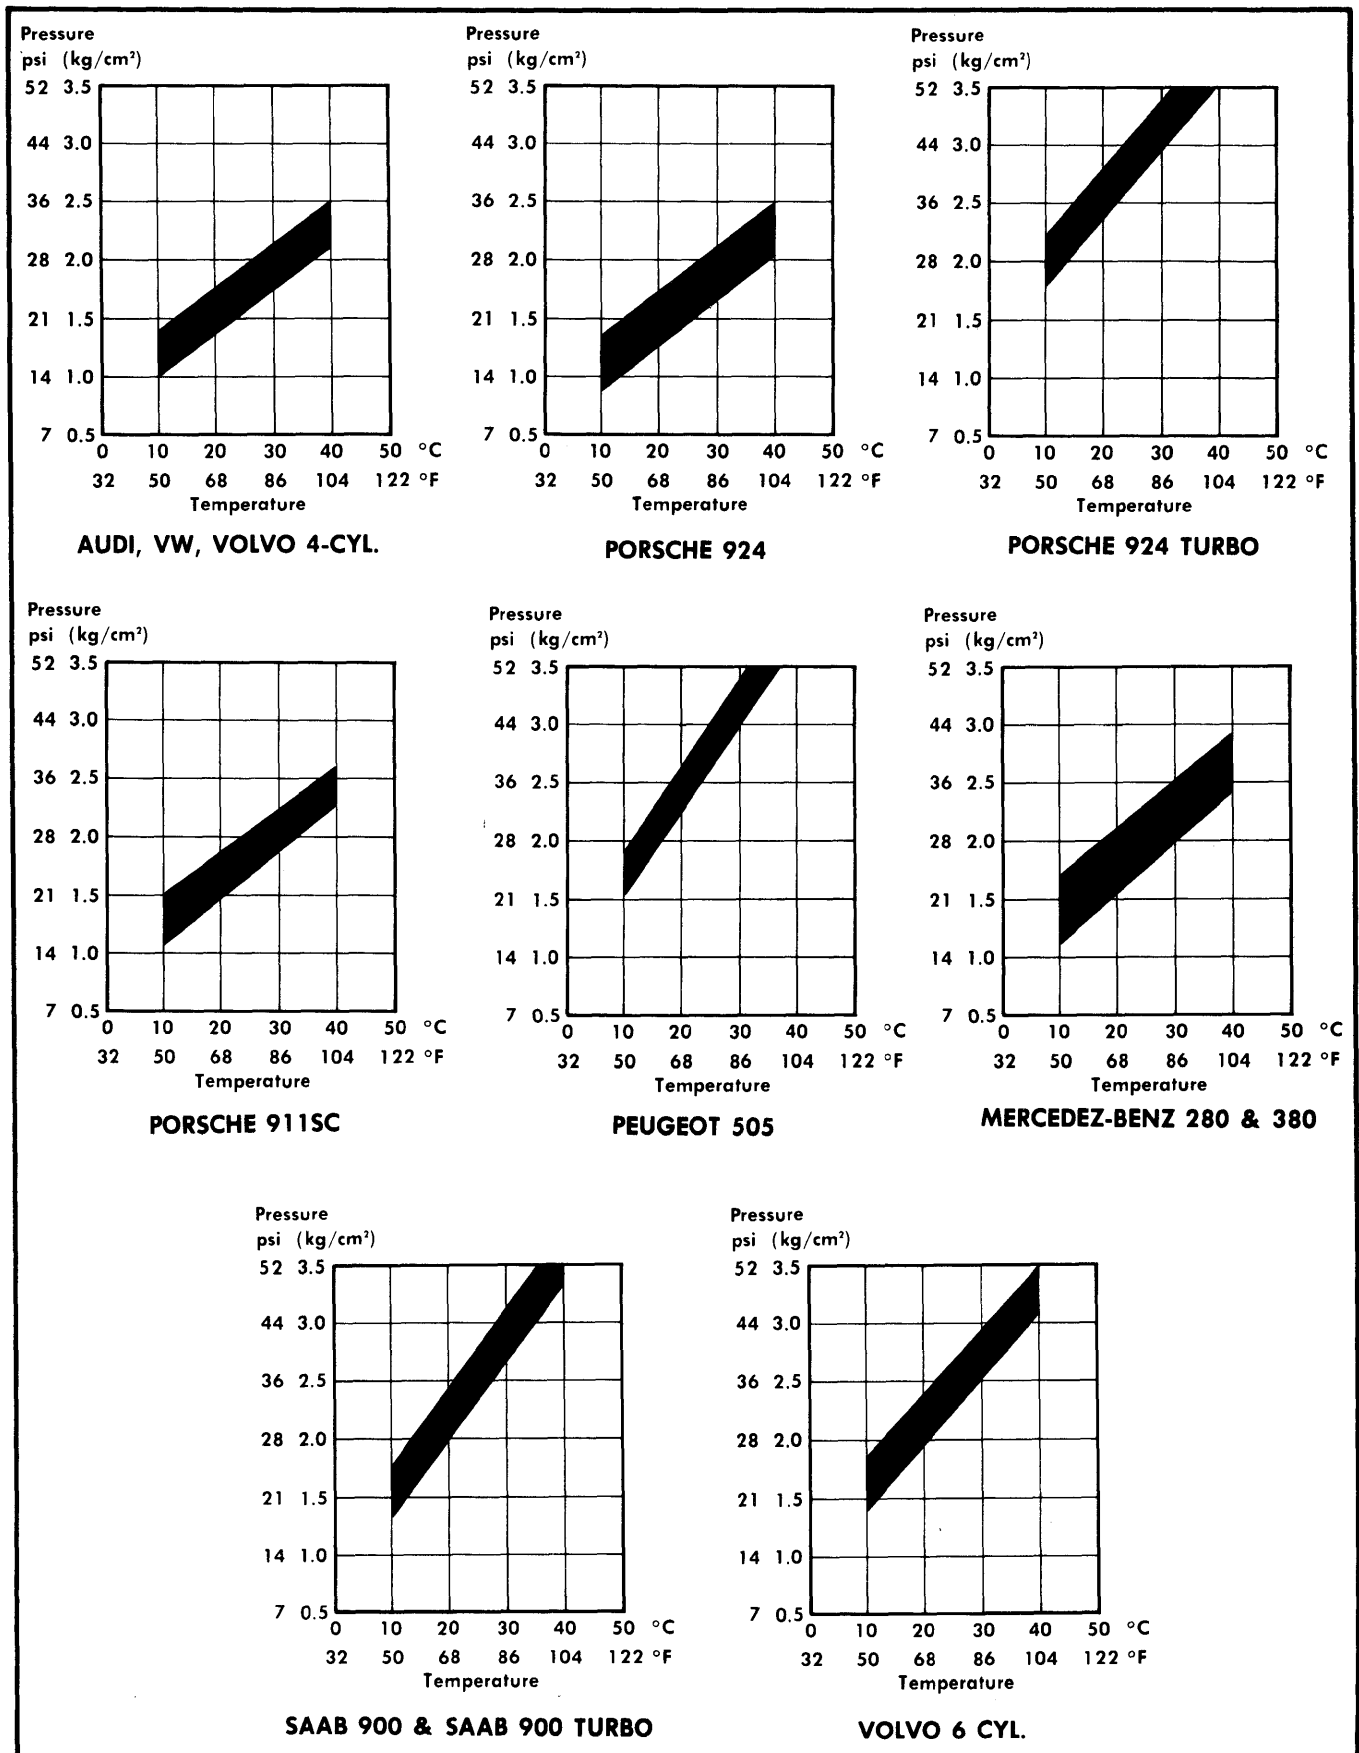 Pressure
psi (kg/cm²)
52 3.5
44 3.0
36 2.5
28 2.0
21 1.5
14 1.0
7 0.5
0 10 20 30 40 50 °C
32 50 68 86 104 122 °F
Temperature
AUDI, VW, VOLVO 4-CYL.
Pressure
psi (kg/cm²)
52 3.5
44 3.0
36 2.5
28 2.0
21 1.5
14 1.0
7 0.5
0 10 20 30 40 50 °C
32 50 68 86 104 122 °F
Temperature
PORSCHE 924
Pressure
psi (kg/cm²)
52 3.5
44 3.0
36 2.5
28 2.0
21 1.5
14 1.0
7 0.5
0 10 20 30 40 50 °C
32 50 68 86 104 122 °F
Temperature
PORSCHE 924 TURBO
Pressure
psi (kg/cm²)
52 3.5
44 3.0
36 2.5
28 2.0
21 1.5
14 1.0
7 0.5
0 10 20 30 40 50 °C
32 50 68 86 104 122 °F
Temperature
PORSCHE 911SC
Pressure
psi (kg/cm²)
52 3.5
44 3.0
36 2.5
28 2.0
21 1.5
14 1.0
7 0.5
0 10 20 30 40 50 °C
32 50 68 86 104 122 °F
Temperature
PEUGEOT 505
Pressure
psi (kg/cm²)
52 3.5
44 3.0
36 2.5
28 2.0
21 1.5
14 1.0
7 0.5
0 10 20 30 40 50 °C
32 50 68 86 104 122 °F
Temperature
MERCEDEZ-BENZ 280 & 380
Pressure
psi (kg/cm²)
52 3.5
44 3.0
36 2.5
28 2.0
21 1.5
14 1.0
7 0.5
0 10 20 30 40 50 °C
32 50 68 86 104 122 °F
Temperature
SAAB 900 & SAAB 900 TURBO
Pressure
psi (kg/cm²)
52 3.5
44 3.0
36 2.5
28 2.0
21 1.5
14 1.0
7 0.5
0 10 20 30 40 50 °C
32 50 68 86 104 122 °F
Temperature
VOLVO 6 CYL.